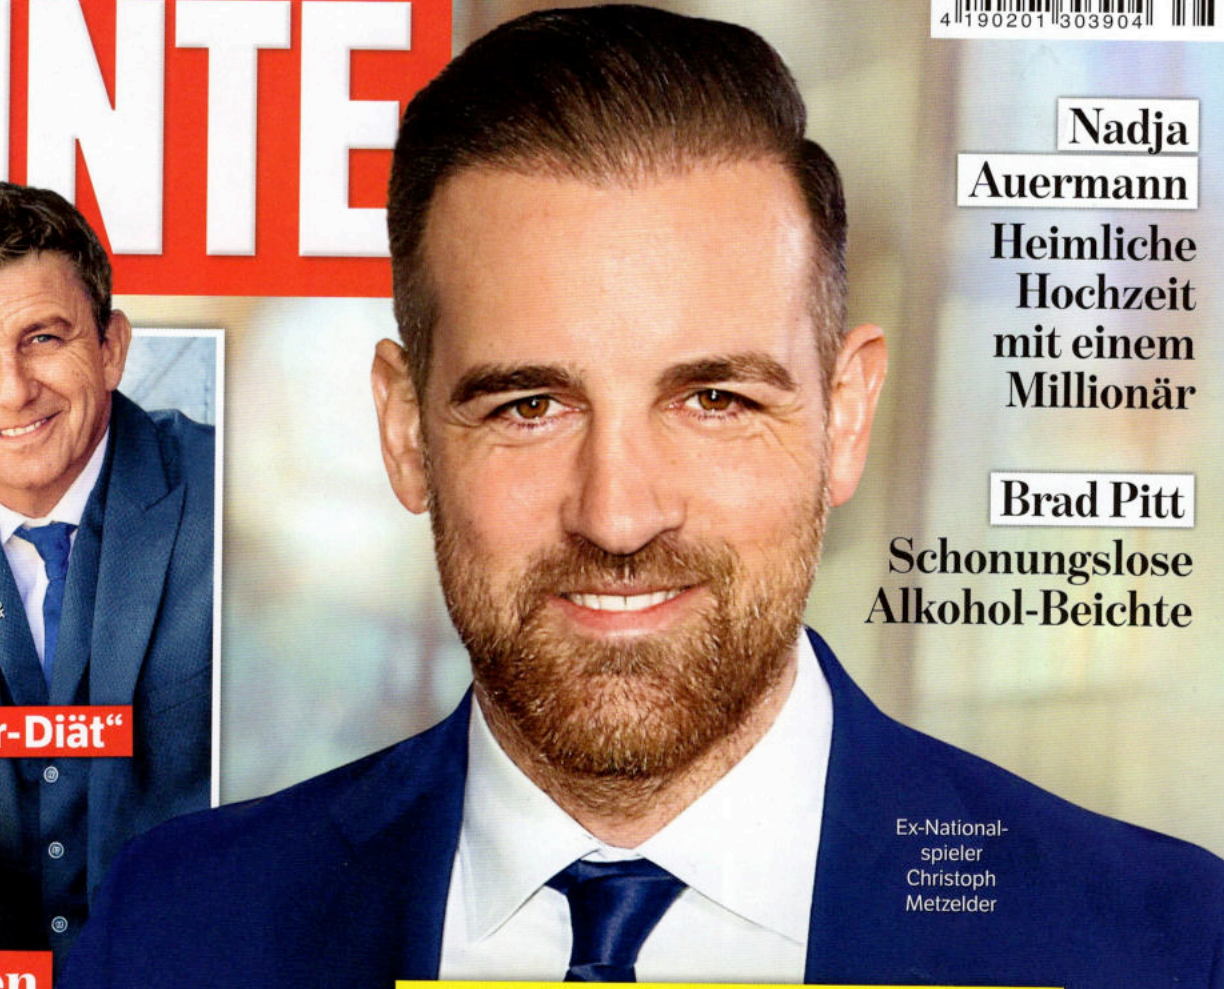 NTE
4 190201 303904
Nadja
Auermann
Heimliche
Hochzeit
mit einem
Millionär
Brad Pitt
Schonungslose
Alkohol-Beichte
r-Diät“
Ex-National-
spieler
Christoph
Metzelder
en